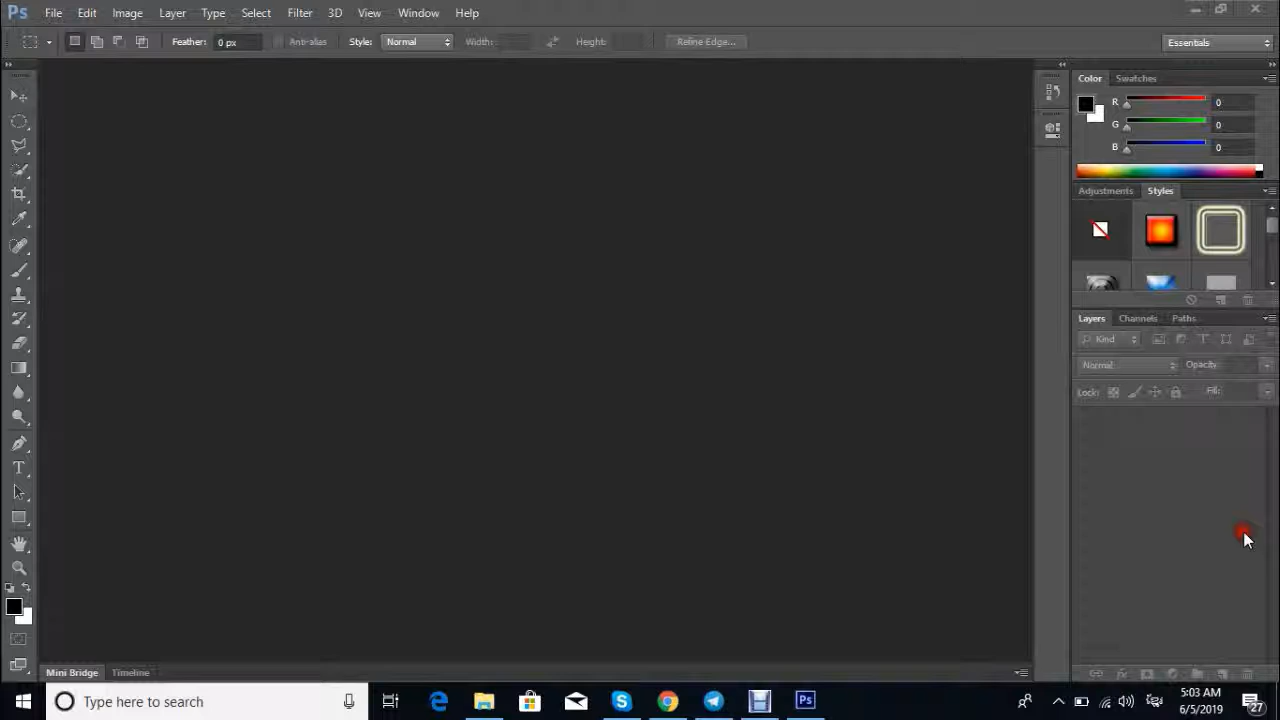 Ps File Edit Image Layer Type Select Filter 3D View Window Help
Feather: 0 px Anti-alias Style: Normal Width: Height: Refine Edge... Essentials
Color Swatches
R 0
G 0
B 0
Adjustments Styles
Layers Channels Paths
Kind
Normal Opacity
Lock: Fill:
Mini Bridge Timeline
Type here to search
5:03 AM
6/5/2019
27